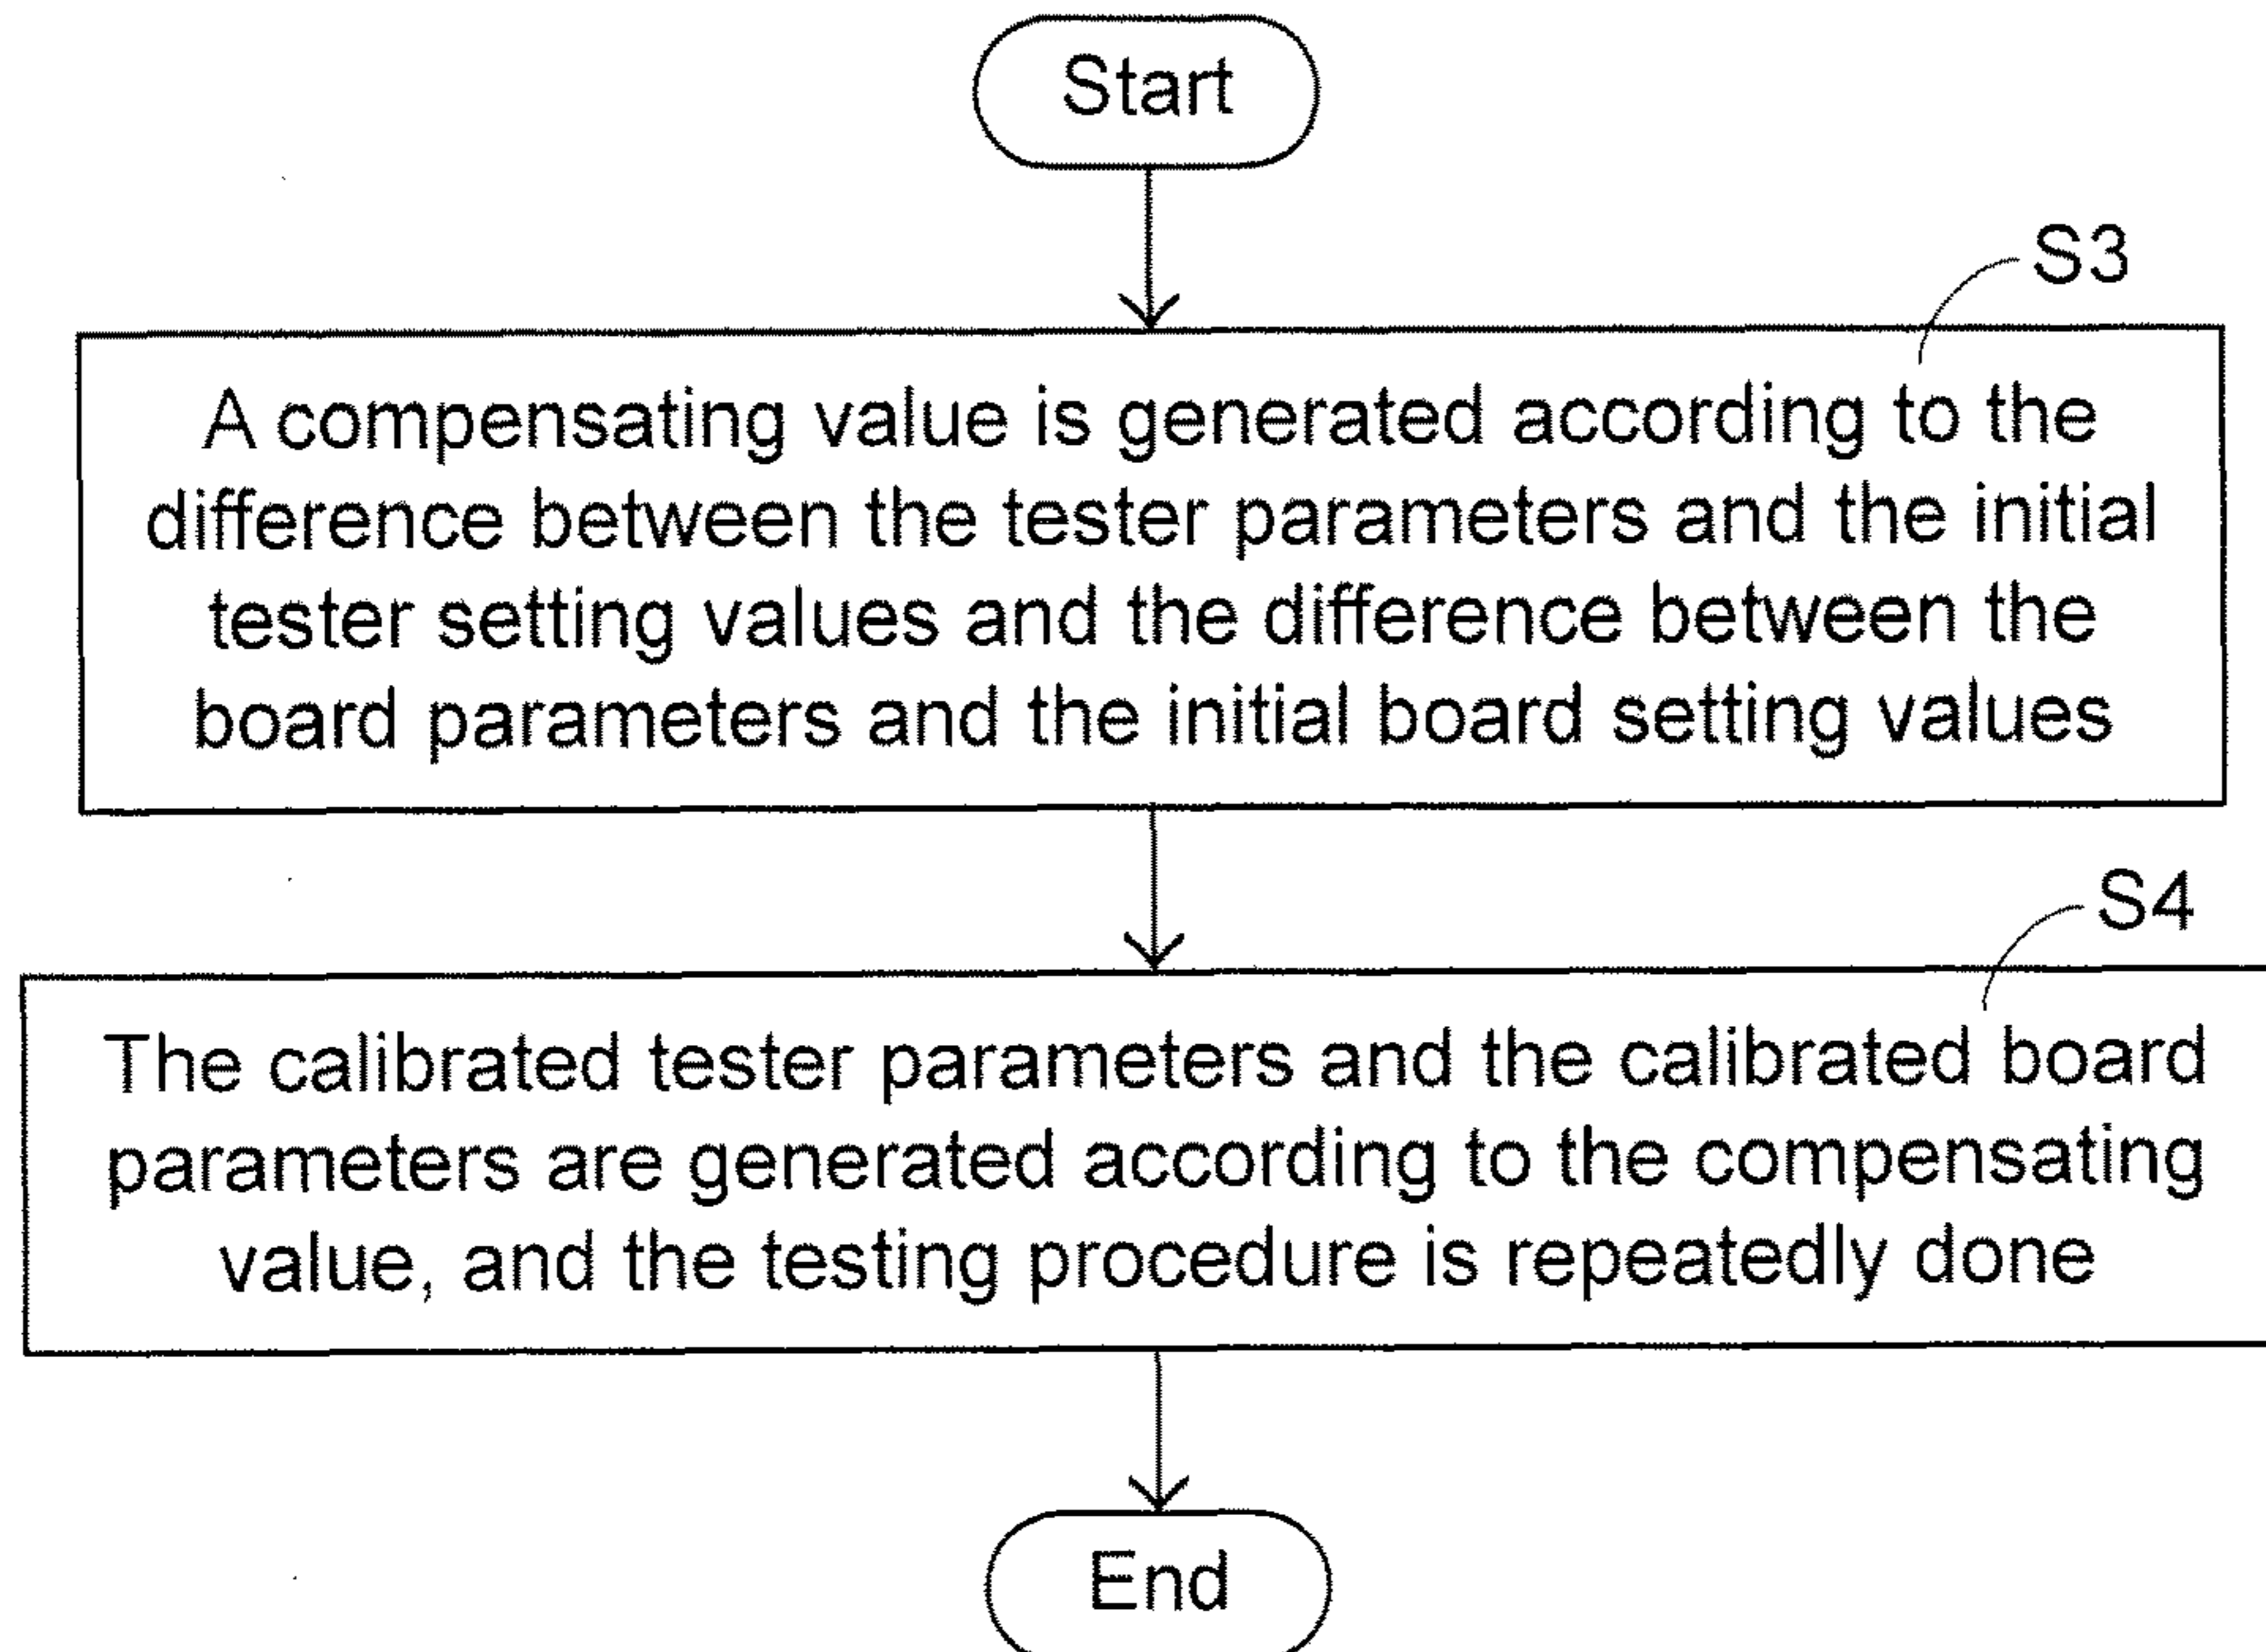 Start
S3
A compensating value is generated according to the
difference between the tester parameters and the initial
tester setting values and the difference between the
board parameters and the initial board setting values
S4
The calibrated tester parameters and the calibrated board
parameters are generated according to the compensating
value, and the testing procedure is repeatedly done
End